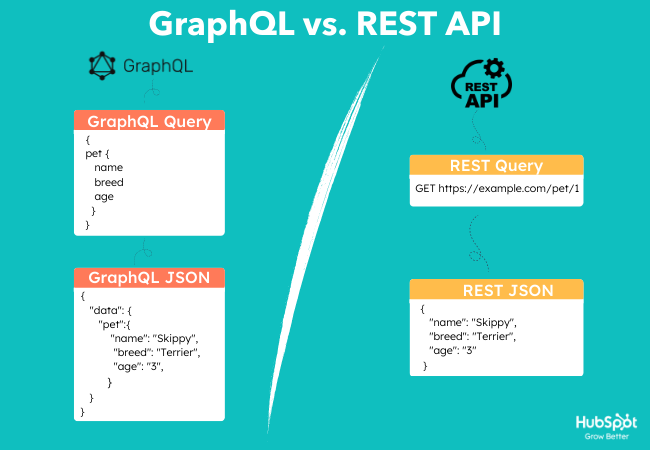 GraphQL vs. REST API
GraphQL
GraphQL Query
{
pet {
name
breed
age
}
}
GraphQL JSON
{
"data": {
"pet":{
"name": "Skippy",
"breed": "Terrier",
"age": "3",
}
}
}
REST
API
REST Query
GET https://example.com/pet/1
REST JSON
{
"name": "Skippy",
"breed": "Terrier",
"age": "3"
}
HubSpot
Grow Better